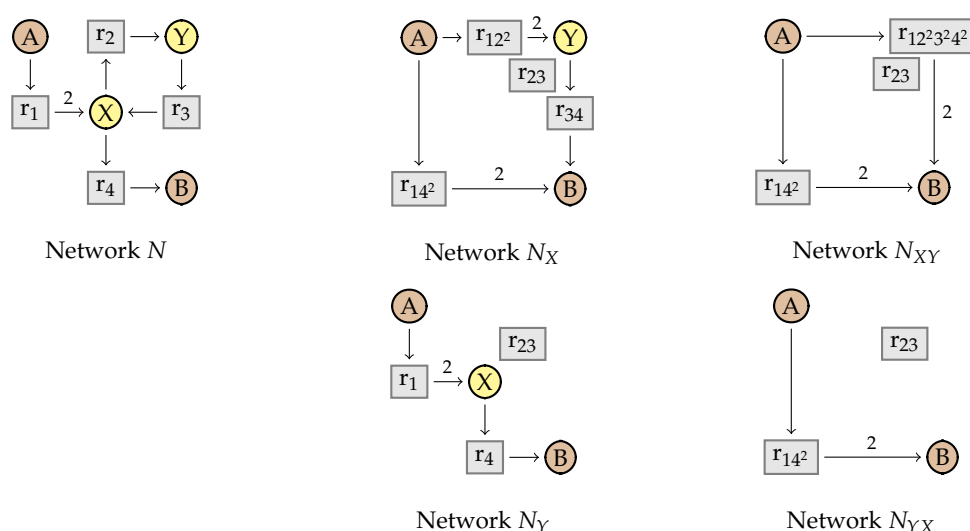 A r₂ Y A r₁₂² 2 Y A r₁₂²₃²₄²
r₂₃ r₂₃
r₁ 2 X r₃ r₃₄ 2
r₄ B r₁₄² 2 B r₁₄² 2 B
Network N Network N_X Network N_XY
A A
r₂₃ r₂₃
r₁ 2 X
r₄ B r₁₄² 2 B
Network N_Y Network N_YX